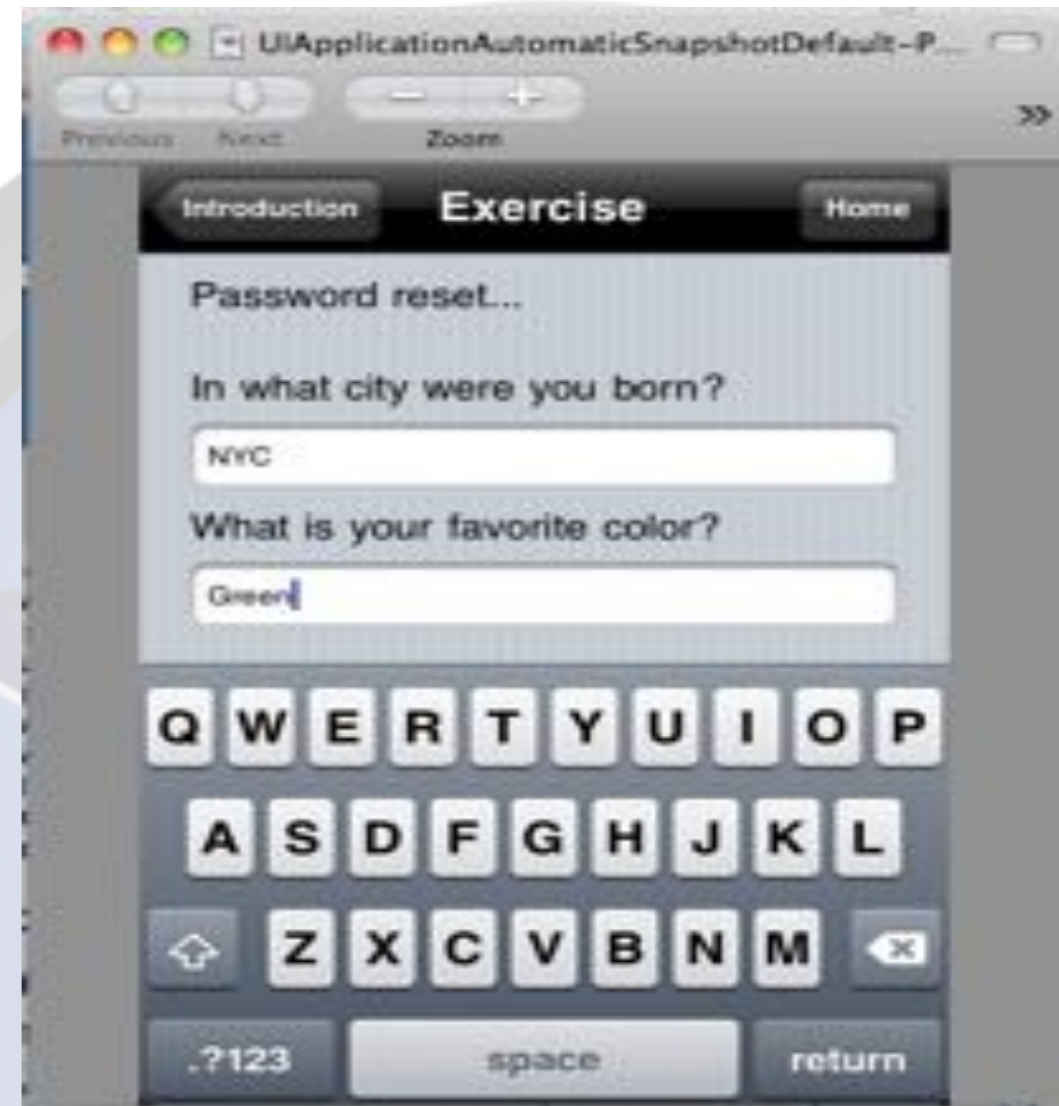 UIApplicationAutomaticSnapshotDefault-P...
Previous Next Zoom
Introduction Exercise Home
Password reset...
In what city were you born?
NYC
What is your favorite color?
Green
Q W E R T Y U I O P
A S D F G H J K L
Z X C V B N M
.?123 space return